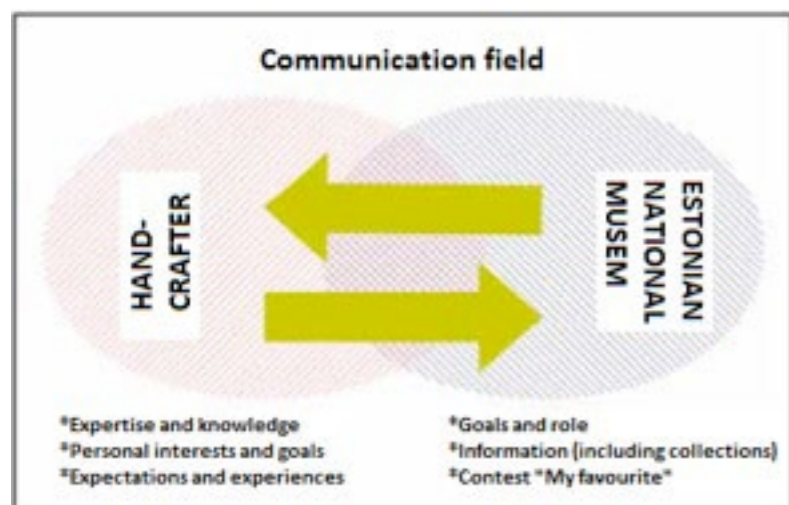 Communication field
HAND-
CRAFTER
ESTONIAN
NATIONAL
MUSEM
*Expertise and knowledge
*Personal interests and goals
*Expectations and experiences
*Goals and role
*Information (including collections)
*Contest "My favourite"